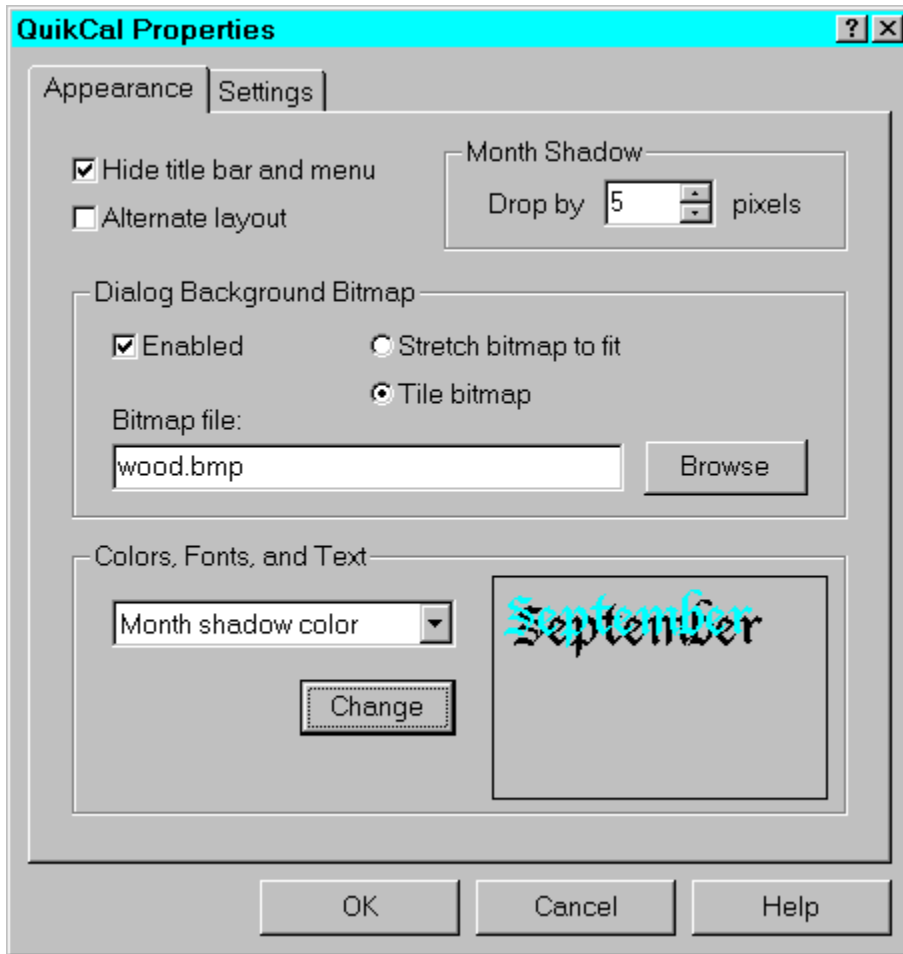 QuikCal Properties
Appearance Settings
Hide title bar and menu
Alternate layout
Month Shadow
Drop by 5 pixels
Dialog Background Bitmap
Enabled
Stretch bitmap to fit
Tile bitmap
Bitmap file:
wood.bmp
Browse
Colors, Fonts, and Text
Month shadow color
Change
September
OK Cancel Help